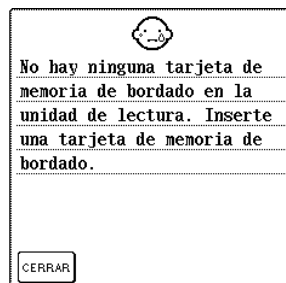 No hay ninguna tarjeta de
memoria de bordado en la
unidad de lectura. Inserte
una tarjeta de memoria de
bordado.
CERRAR